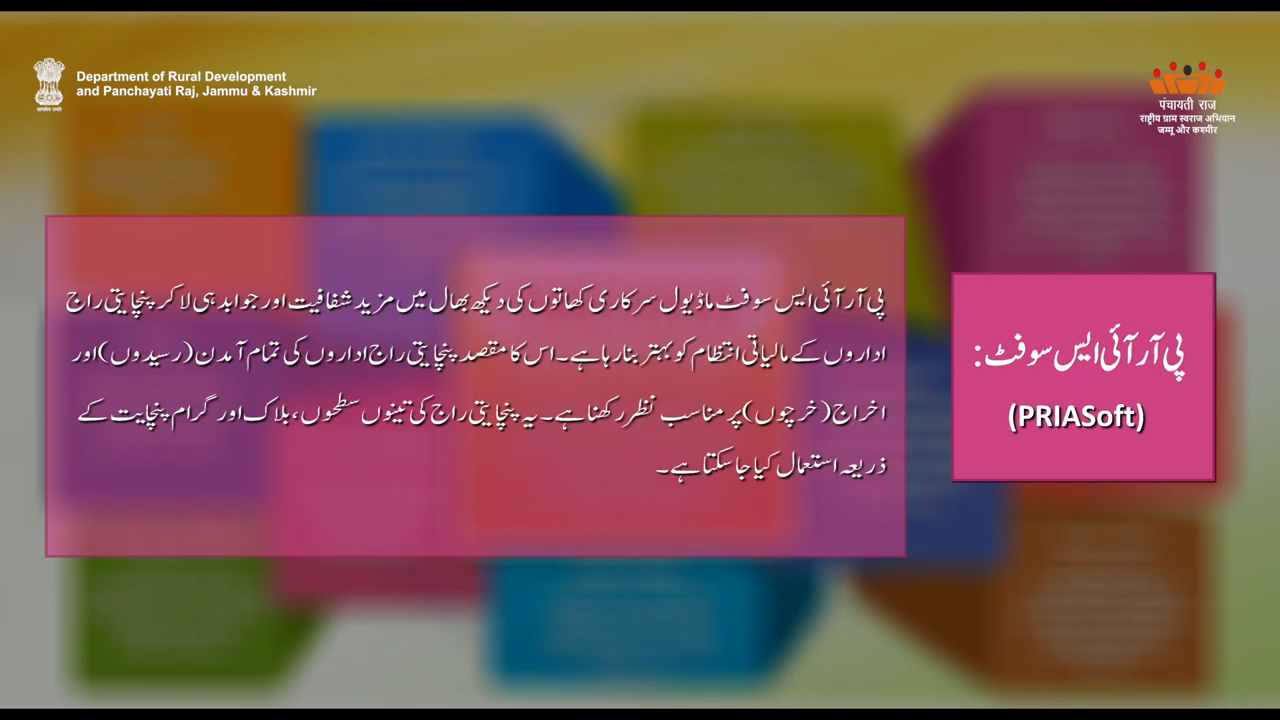 Department of Rural Development
and Panchayati Raj, Jammu & Kashmir
सत्यमेव जयते
पंचायती राज
राष्ट्रीय ग्राम स्वराज अभियान
जम्मू और कश्मीर
پی آر آئی ایس سوفٹ:
(PRIASoft)
پی آر آئی ایس سوفٹ ماڈیول سرکاری کھاتوں کی دیکھ بھال میں مزید شفافیت اور جوابدہی لا کر پنچایتی راج
اداروں کے مالیاتی انتظام کو بہتر بنا رہا ہے۔ اس کا مقصد پنچایتی راج اداروں کی تمام آمدن (رسیدوں) اور
اخراج (خرچوں) پر مناسب نظر رکھنا ہے۔ یہ پنچایتی راج کی تینوں سطحوں، بلاک اور گرام پنچایت کے
ذریعہ استعمال کیا جا سکتا ہے۔